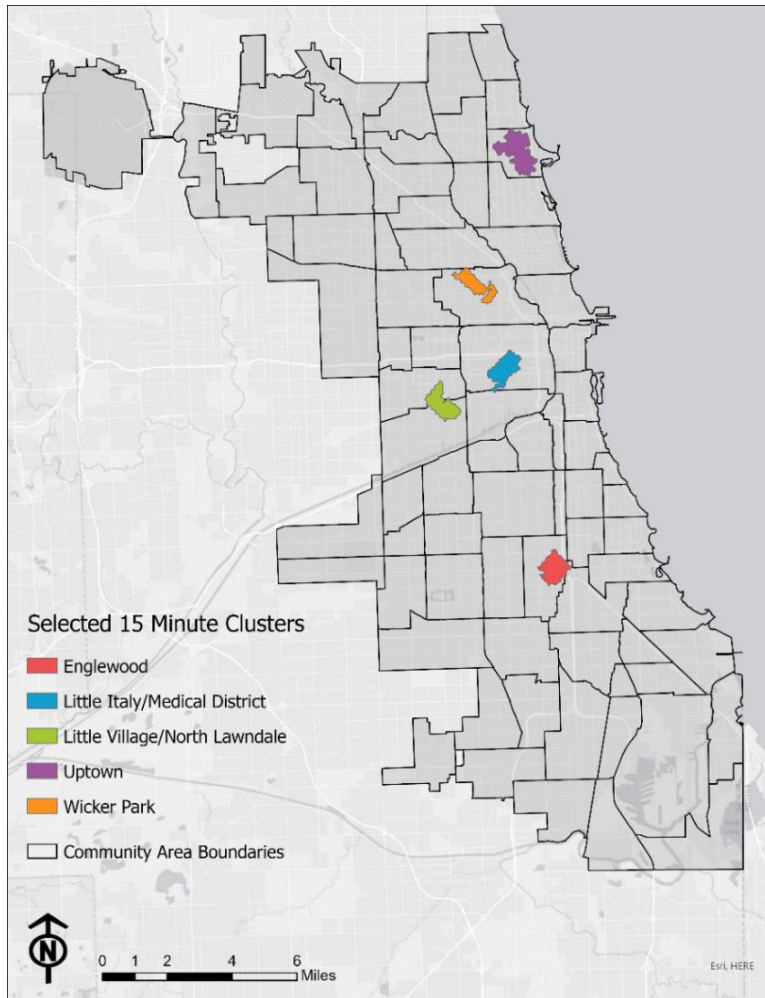 Selected 15 Minute Clusters
Englewood
Little Italy/Medical District
Little Village/North Lawndale
Uptown
Wicker Park
Community Area Boundaries
N
0 1 2 4 6
Miles
Esri, HERE